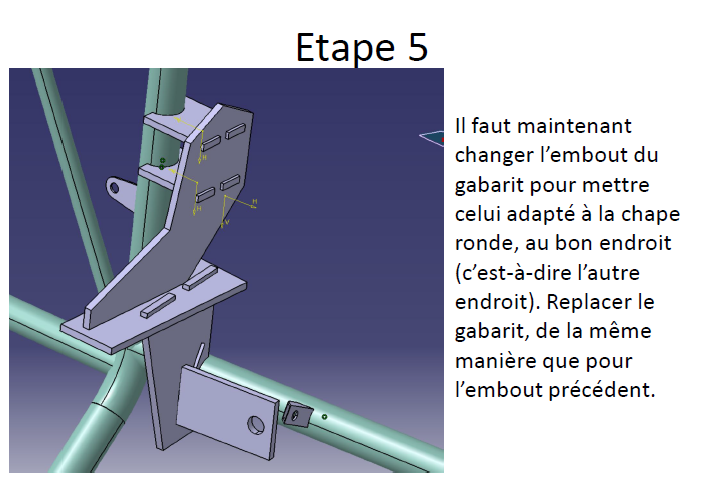 Etape 5
Il faut maintenant
changer l’embout du
gabarit pour mettre
celui adapté à la chape
ronde, au bon endroit
(c’est-à-dire l’autre
endroit). Replacer le
gabarit, de la même
manière que pour
l’embout précédent.
H
H
H
V